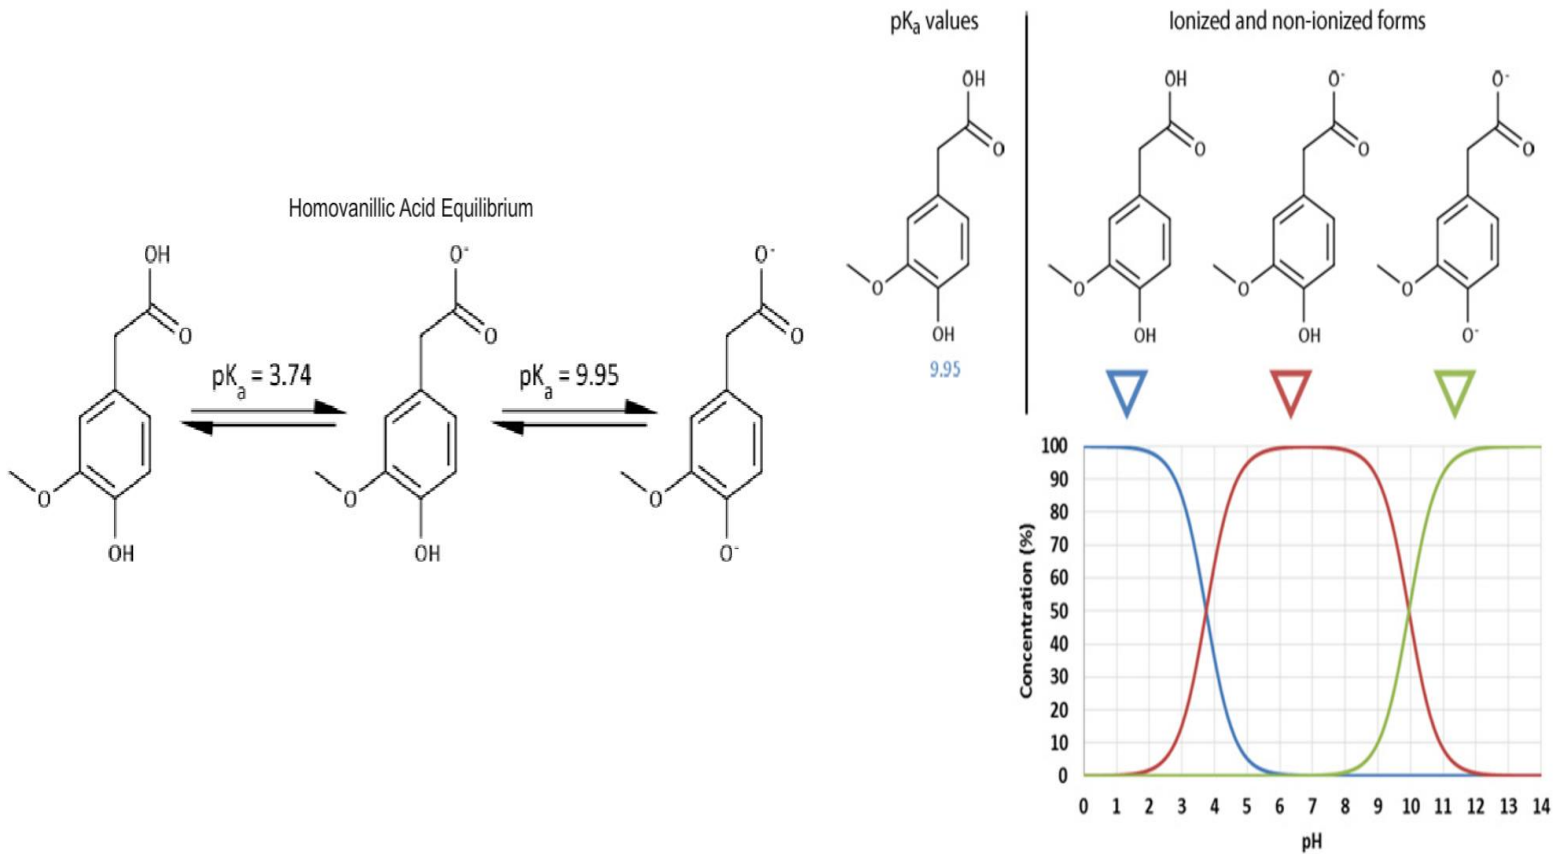 Homovanillic Acid Equilibrium
OH
O
O
OH
pKa = 3.74
O-
O
O
OH
pKa = 9.95
O-
O
O
O-
pKa values
OH
O
O
OH
9.95
Ionized and non-ionized forms
OH
O
O
OH
O-
O
O
OH
O-
O
O
O-
Concentration (%)
100
90
80
70
60
50
40
30
20
10
0
0 1 2 3 4 5 6 7 8 9 10 11 12 13 14
pH